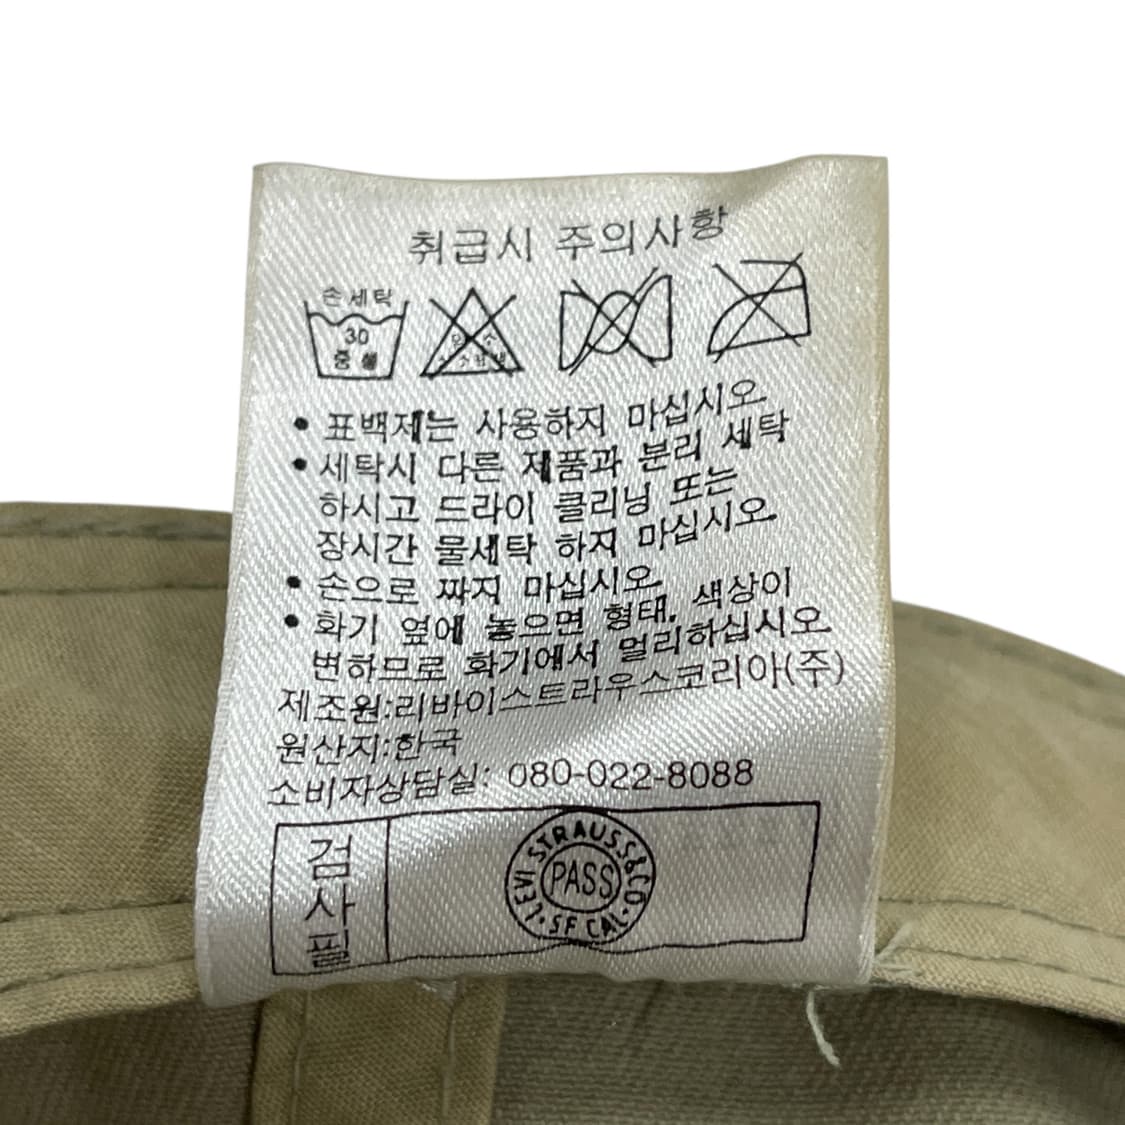 취급시 주의사항
손세탁
30
중성
표백제는 사용하지 마십시오
세탁시 다른 제품과 분리 세탁
하시고 드라이 클리닝 또는
장시간 물세탁 하지 마십시오.
손으로 짜지 마십시오.
화기 옆에 놓으면 형태, 색상이
변하므로 화기에서 멀리하십시오
제조원:리바이스트라우스코리아(주)
원산지:한국
소비자상담실: 080-022-8088
검사필
LEVI STRAUSS & CO. SF CAL.
PASS